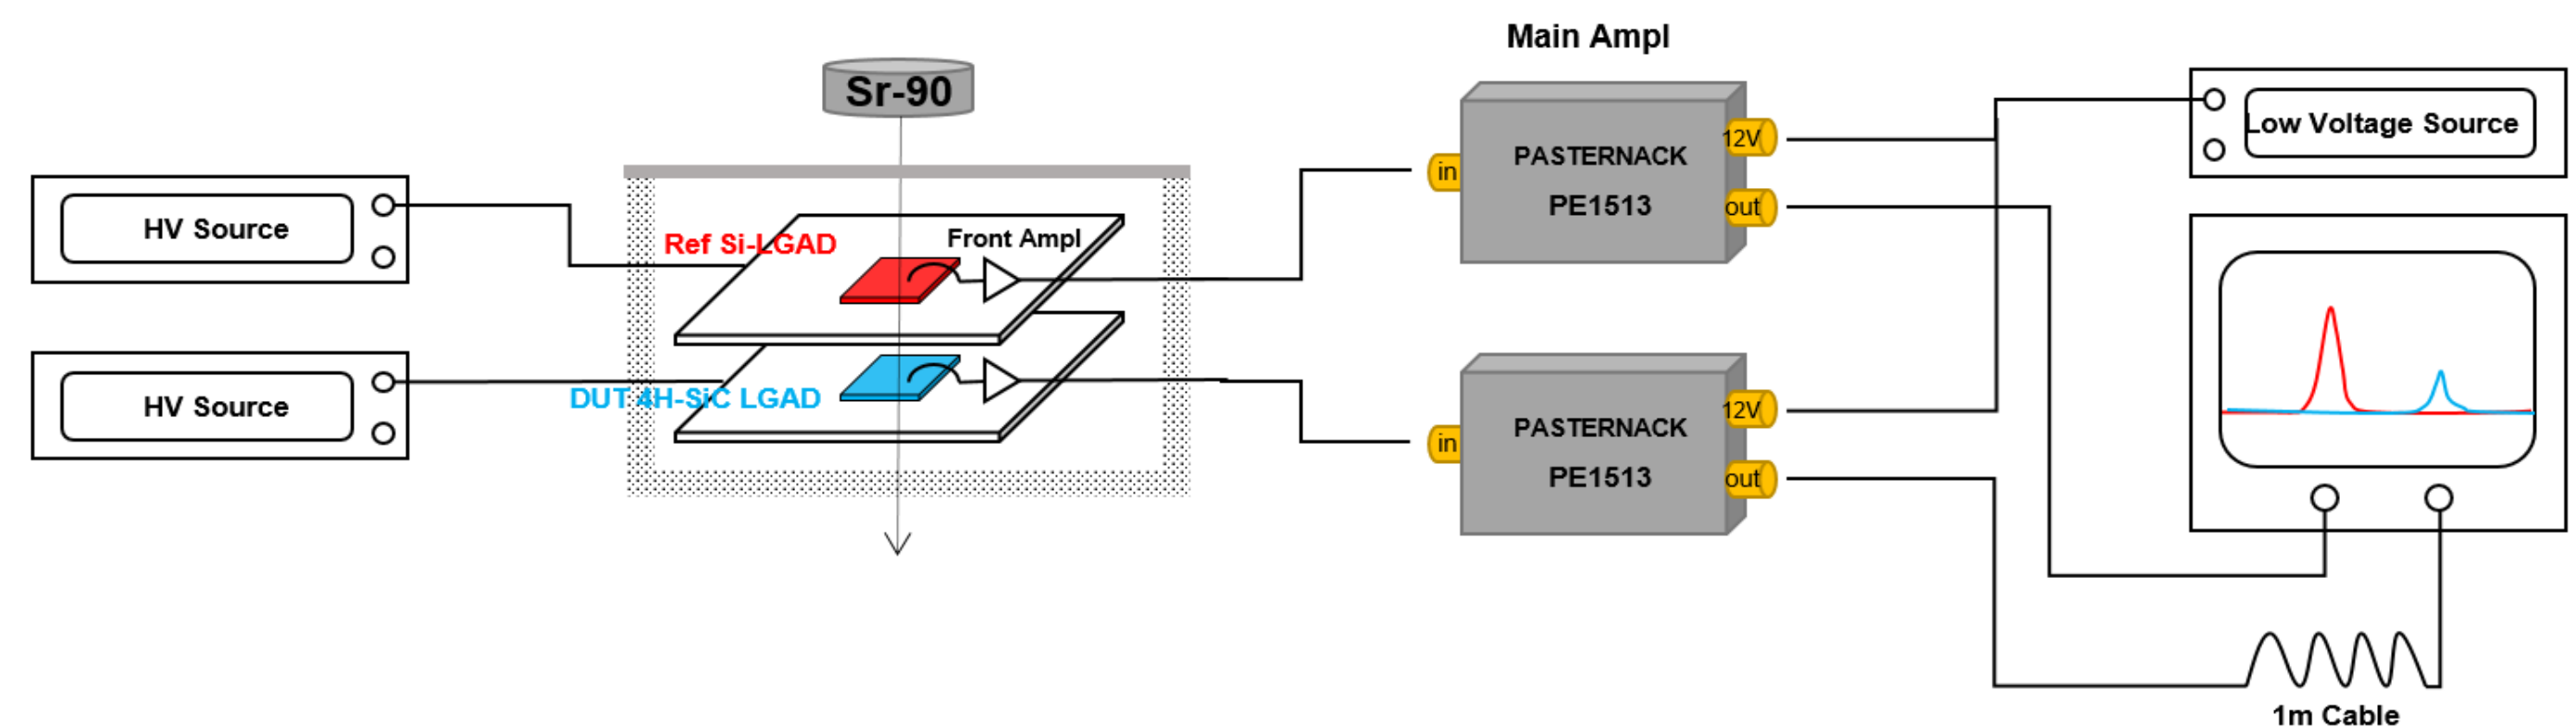 Main Ampl
Sr-90
Low Voltage Source
12V
PASTERNACK
in
PE1513
out
HV Source
Ref Si-LGAD
Front Ampl
HV Source
DUT 4H-SiC LGAD
12V
PASTERNACK
in
PE1513
out
1m Cable